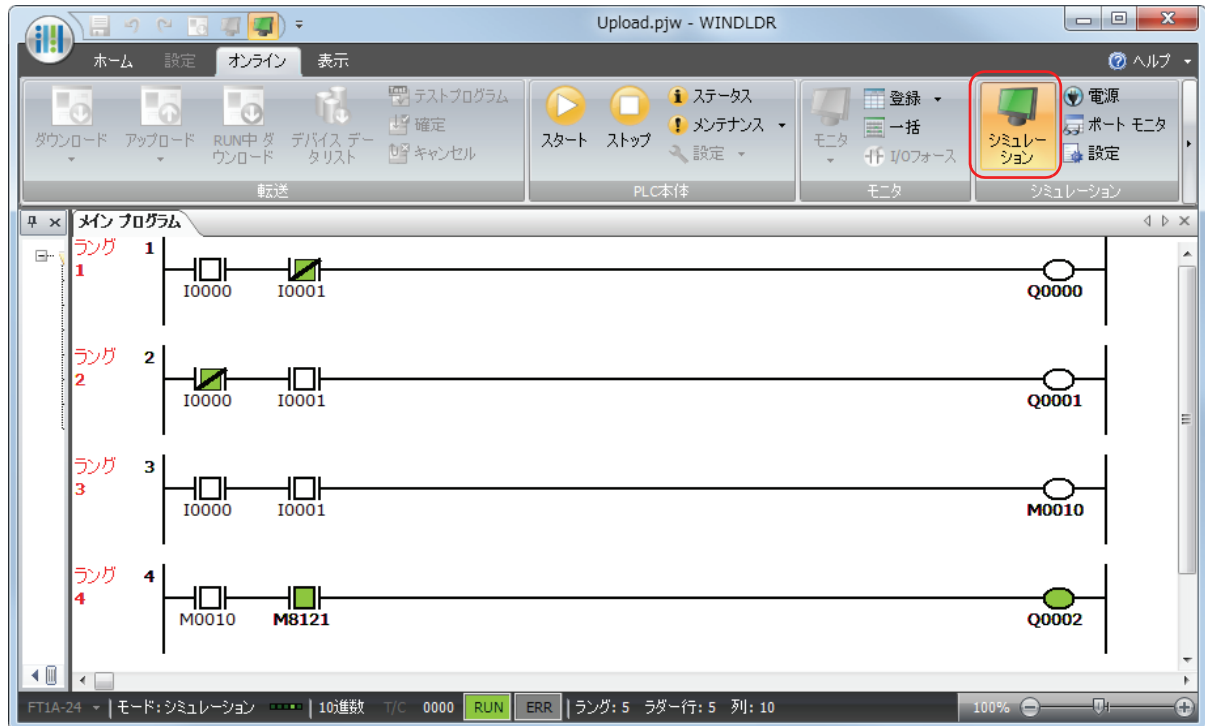 Upload.pjw - WINDLDR
ホーム 設定 オンライン 表示 ヘルプ
ダウンロード
アップロード
RUN中 ダウンロード
デバイス データリスト
テストプログラム
確定
キャンセル
転送
スタート
ストップ
ステータス
メンテナンス
設定
PLC本体
モニタ
登録
一括
I/Oフォース
モニタ
シミュレーション
電源
ポート モニタ
設定
シミュレーション
メイン プログラム
ラング 1
1
I0000 I0001 Q0000
ラング 2
2
I0000 I0001 Q0001
ラング 3
3
I0000 I0001 M0010
ラング 4
4
M0010 M8121 Q0002
FT1A-24 モード:シミュレーション 10進数 T/C 0000 RUN ERR ラング: 5 ラダー行: 5 列: 10 100%